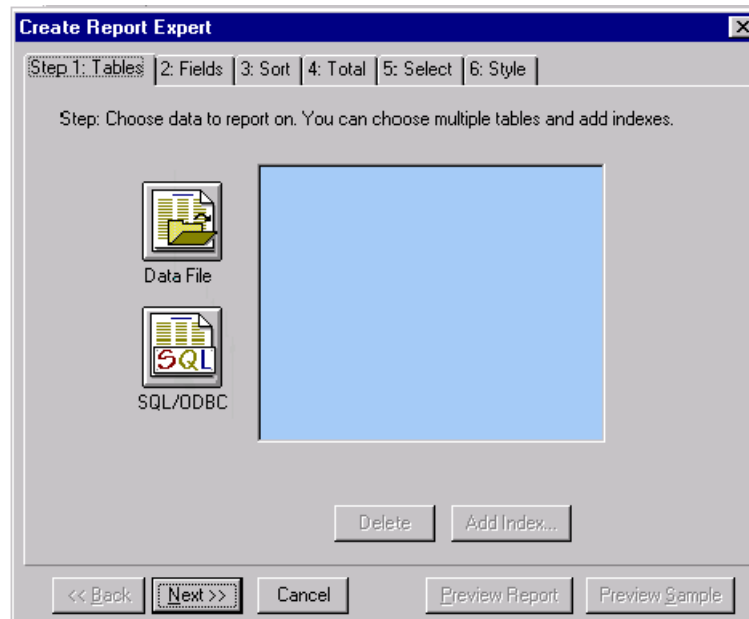 Create Report Expert
Step 1: Tables 2: Fields 3: Sort 4: Total 5: Select 6: Style
Step: Choose data to report on. You can choose multiple tables and add indexes.
Data File
SQL
SQL/ODBC
Delete Add Index...
<< Back Next >> Cancel Preview Report Preview Sample